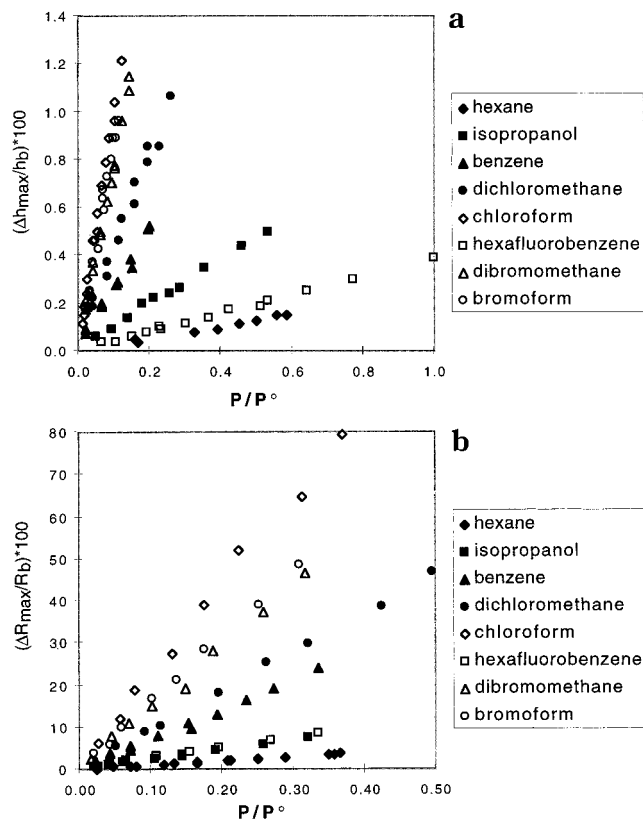 a
(Δhmax/hb)*100
1.4
1.2
1.0
0.8
0.6
0.4
0.2
0.0
0.0 0.2 0.4 0.6 0.8 1.0
P/P°
hexane
isopropanol
benzene
dichloromethane
chloroform
hexafluorobenzene
dibromomethane
bromoform
b
(ΔRmax/Rb)*100
80
70
60
50
40
30
20
10
0
0.00 0.10 0.20 0.30 0.40 0.50
P/P°
hexane
isopropanol
benzene
dichloromethane
chloroform
hexafluorobenzene
dibromomethane
bromoform